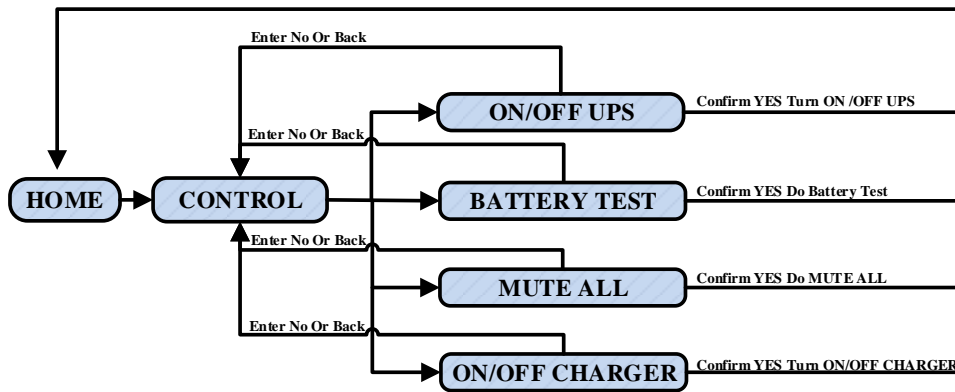 Enter No Or Back
ON/OFF UPS
Confirm YES Turn ON /OFF UPS
Enter No Or Back
HOME
CONTROL
BATTERY TEST
Confirm YES Do Battery Test
Enter No Or Back
MUTE ALL
Confirm YES Do MUTE ALL
Enter No Or Back
ON/OFF CHARGER
Confirm YES Turn ON/OFF CHARGER